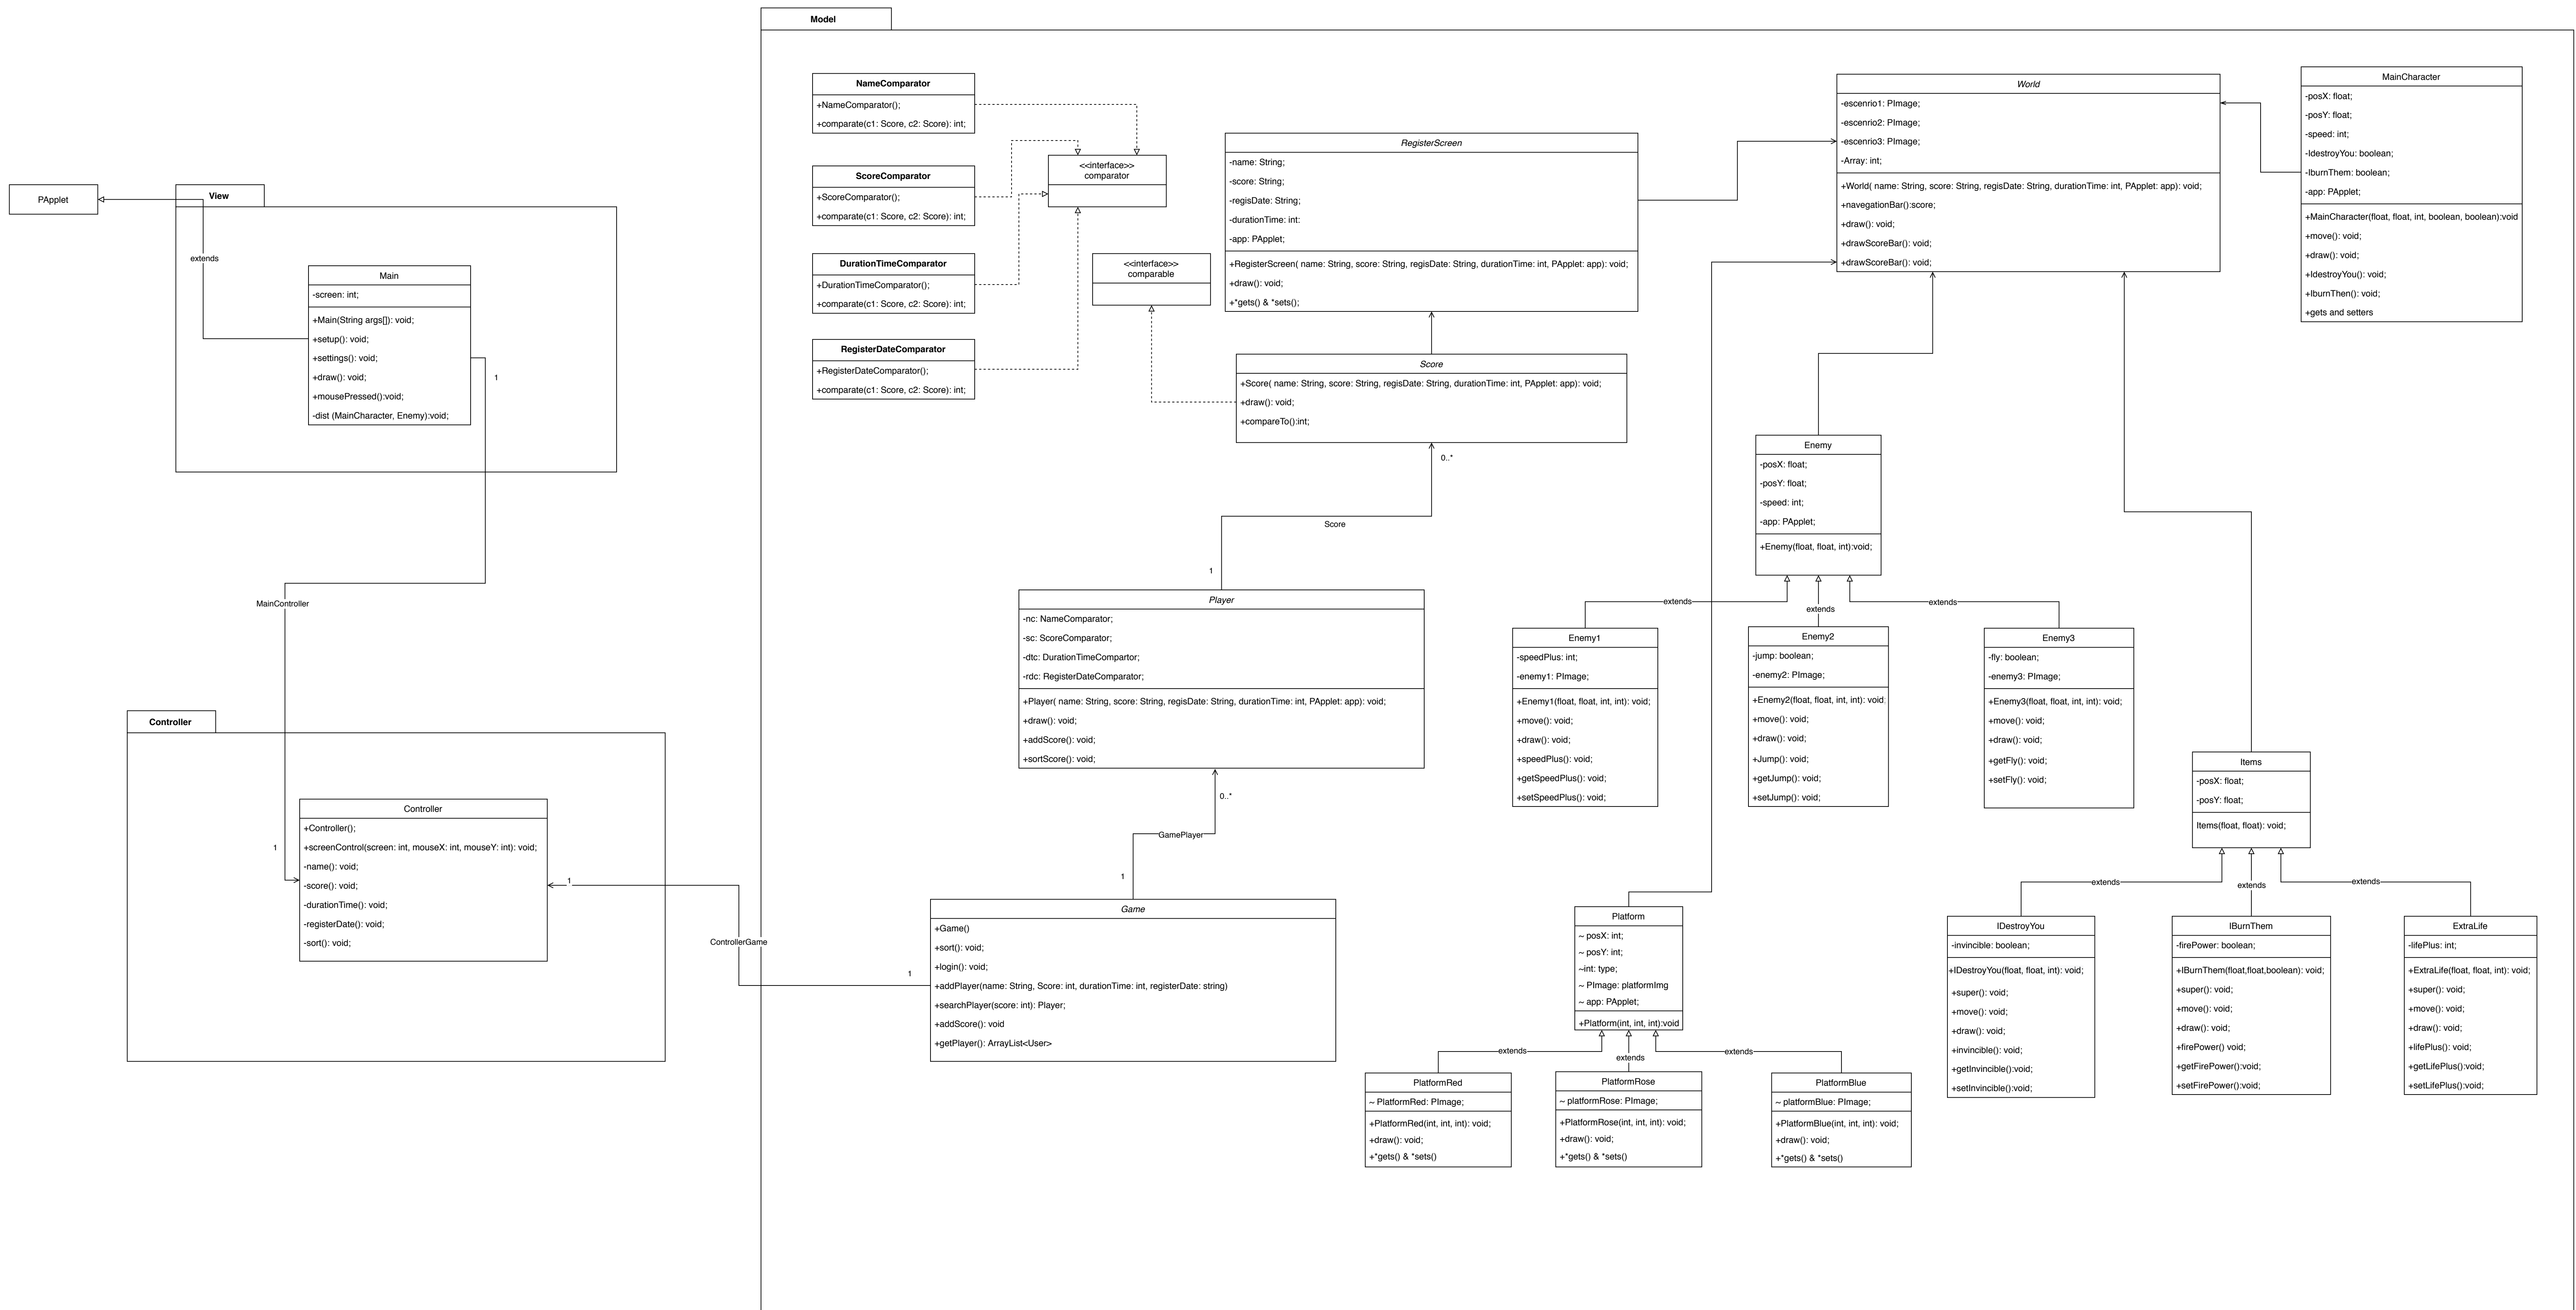 Model
NameComparator
+NameComparator();
+comparate(c1: Score, c2: Score): int;
ScoreComparator
+ScoreComparator();
+comparate(c1: Score, c2: Score): int;
DurationTimeComparator
+DurationTimeComparator();
+comparate(c1: Score, c2: Score): int;
RegisterDateComparator
+RegisterDateComparator();
+comparate(c1: Score, c2: Score): int;
<<interface>>
comparator
<<interface>>
comparable
RegisterScreen
-name: String;
-score: String;
-regisDate: String;
-durationTime: int:
-app: PApplet;
+RegisterScreen( name: String, score: String, regisDate: String, durationTime: int, PApplet: app): void;
+draw(): void;
+*gets() & *sets();
World
-escenrio1: PImage;
-escenrio2: PImage;
-escenrio3: PImage;
-Array: int;
+World( name: String, score: String, regisDate: String, durationTime: int, PApplet: app): void;
+navegationBar():score;
+draw(): void;
+drawScoreBar(): void;
+drawScoreBar(): void;
MainCharacter
-posX: float;
-posY: float;
-speed: int;
-IdestroyYou: boolean;
-IburnThem: boolean;
-app: PApplet;
+MainCharacter(float, float, int, boolean, boolean):void
+move(): void;
+draw(): void;
+IdestroyYou(): void;
+IburnThen(): void;
+gets and setters
PApplet
View
extends
Main
-screen: int;
+Main(String args[]): void;
+setup(): void;
+settings(): void;
+draw(): void;
+mousePressed():void;
-dist (MainCharacter, Enemy):void;
1
MainController
1
Score
+Score( name: String, score: String, regisDate: String, durationTime: int, PApplet: app): void;
+draw(): void;
+compareTo():int;
0..*
Score
1
Enemy
-posX: float;
-posY: float;
-speed: int;
-app: PApplet;
+Enemy(float, float, int):void;
extends
extends
extends
Player
-nc: NameComparator;
-sc: ScoreComparator;
-dtc: DurationTimeCompartor;
-rdc: RegisterDateComparator;
+Player( name: String, score: String, regisDate: String, durationTime: int, PApplet: app): void;
+draw(): void;
+addScore(): void;
+sortScore(): void;
0..*
GamePlayer
1
Enemy1
-speedPlus: int;
-enemy1: PImage;
+Enemy1(float, float, int, int): void;
+move(): void;
+draw(): void;
+speedPlus(): void;
+getSpeedPlus(): void;
+setSpeedPlus(): void;
Enemy2
-jump: boolean;
-enemy2: PImage;
+Enemy2(float, float, int, int): void;
+move(): void;
+draw(): void;
+Jump(): void;
+getJump(): void;
+setJump(): void;
Enemy3
-fly: boolean;
-enemy3: PImage;
+Enemy3(float, float, int, int): void;
+move(): void;
+draw(): void;
+getFly(): void;
+setFly(): void;
Items
-posX: float;
-posY: float;
Items(float, float): void;
extends
extends
extends
Controller
Controller
+Controller();
+screenControl(screen: int, mouseX: int, mouseY: int): void;
-name(): void;
-score(): void;
-durationTime(): void;
-registerDate(): void;
-sort(): void;
1
ControllerGame
1
Game
+Game()
+sort(): void;
+login(): void;
+addPlayer(name: String, Score: int, durationTime: int, registerDate: string)
+searchPlayer(score: int): Player;
+addScore(): void
+getPlayer(): ArrayList<User>
Platform
~ posX: int;
~ posY: int;
~int: type;
~ PImage: platformImg
~ app: PApplet;
+Platform(int, int, int):void
extends
extends
extends
PlatformRed
~ PlatformRed: PImage;
+PlatformRed(int, int, int): void;
+draw(): void;
+*gets() & *sets()
PlatformRose
~ platformRose: PImage;
+PlatformRose(int, int, int): void;
+draw(): void;
+*gets() & *sets()
PlatformBlue
~ platformBlue: PImage;
+PlatformBlue(int, int, int): void;
+draw(): void;
+*gets() & *sets()
IDestroyYou
-invincible: boolean;
+IDestroyYou(float, float, int): void;
+super(): void;
+move(): void;
+draw(): void;
+invincible(): void;
+getInvincible():void;
+setInvincible():void;
IBurnThem
-firePower: boolean;
+IBurnThem(float,float,boolean): void;
+super(): void;
+move(): void;
+draw(): void;
+firePower() void;
+getFirePower():void;
+setFirePower():void;
ExtraLife
-lifePlus: int;
+ExtraLife(float, float, int): void;
+super(): void;
+move(): void;
+draw(): void;
+lifePlus(): void;
+getLifePlus():void;
+setLifePlus():void;